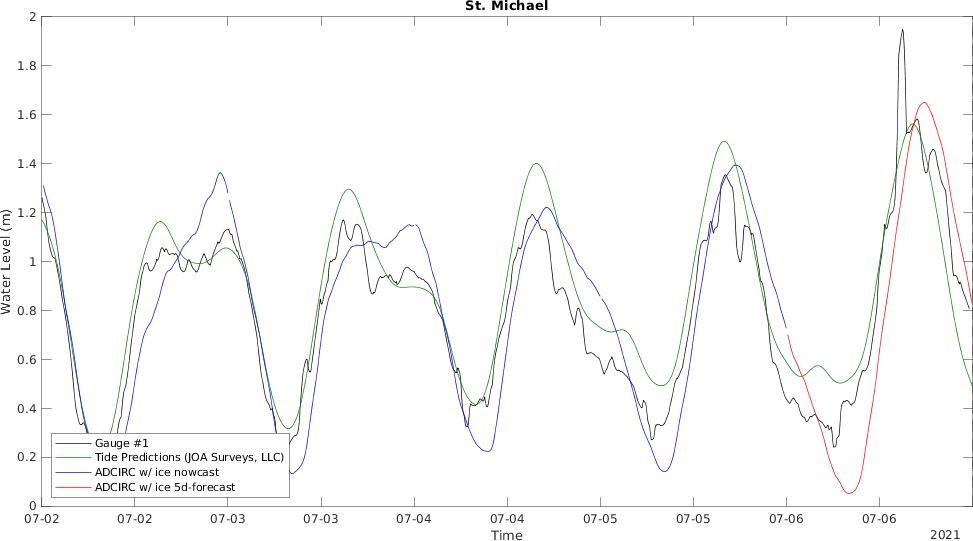 St. Michael
2
1.8
1.6
1.4
1.2
1
0.8
0.6
0.4
0.2
0
Water Level (m)
Gauge #1
Tide Predictions (JOA Surveys, LLC)
ADCIRC w/ ice nowcast
ADCIRC w/ ice 5d-forecast
07-02 07-02 07-03 07-03 07-04 07-04 07-05 07-05 07-06 07-06
Time
2021